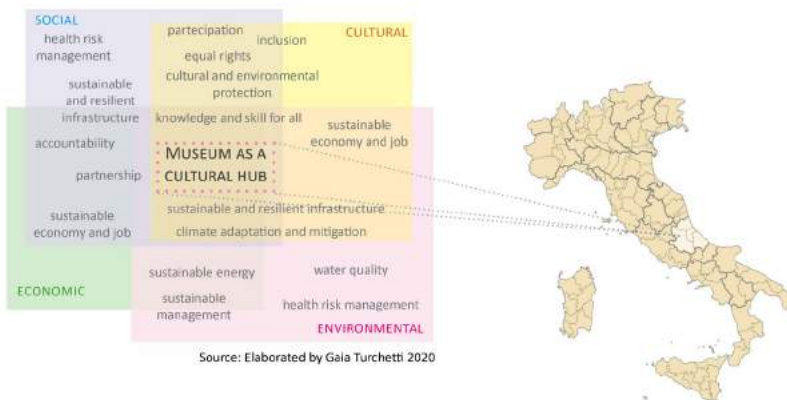 SOCIAL
health risk
management
partecipation
inclusion
CULTURAL
equal rights
cultural and environmental
protection
sustainable
and resilient
infrastructure
knowledge and skill for all
sustainable
economy and job
accountability
MUSEUM AS A
CULTURAL HUB
partnership
sustainable
economy and job
sustainable and resilient infrastructure
climate adaptation and mitigation
sustainable energy
water quality
sustainable
management
health risk management
ECONOMIC
ENVIRONMENTAL
Source: Elaborated by Gaia Turchetti 2020